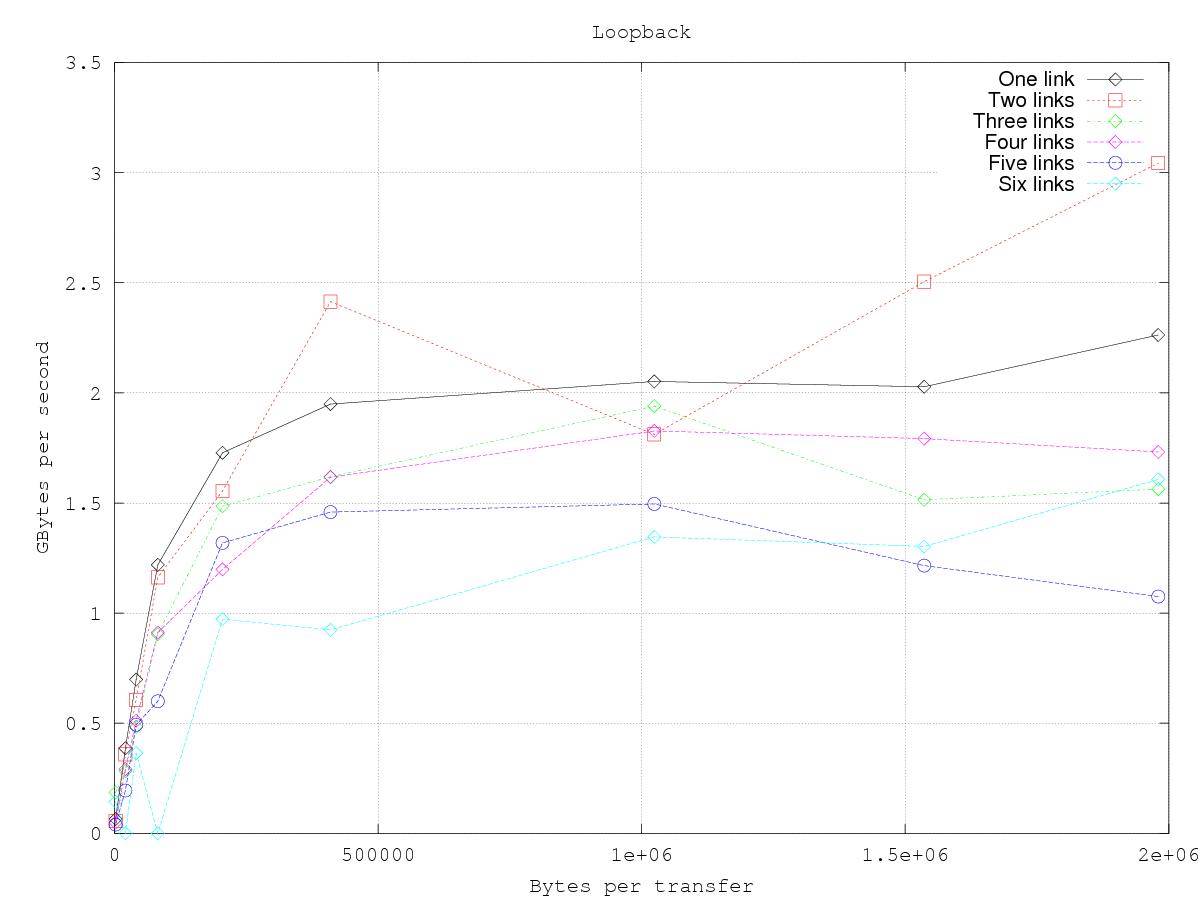 Loopback
3.5
3
2.5
2
1.5
1
0.5
0
GBytes per second
One link
Two links
Three links
Four links
Five links
Six links
0 500000 1e+06 1.5e+06 2e+06
Bytes per transfer